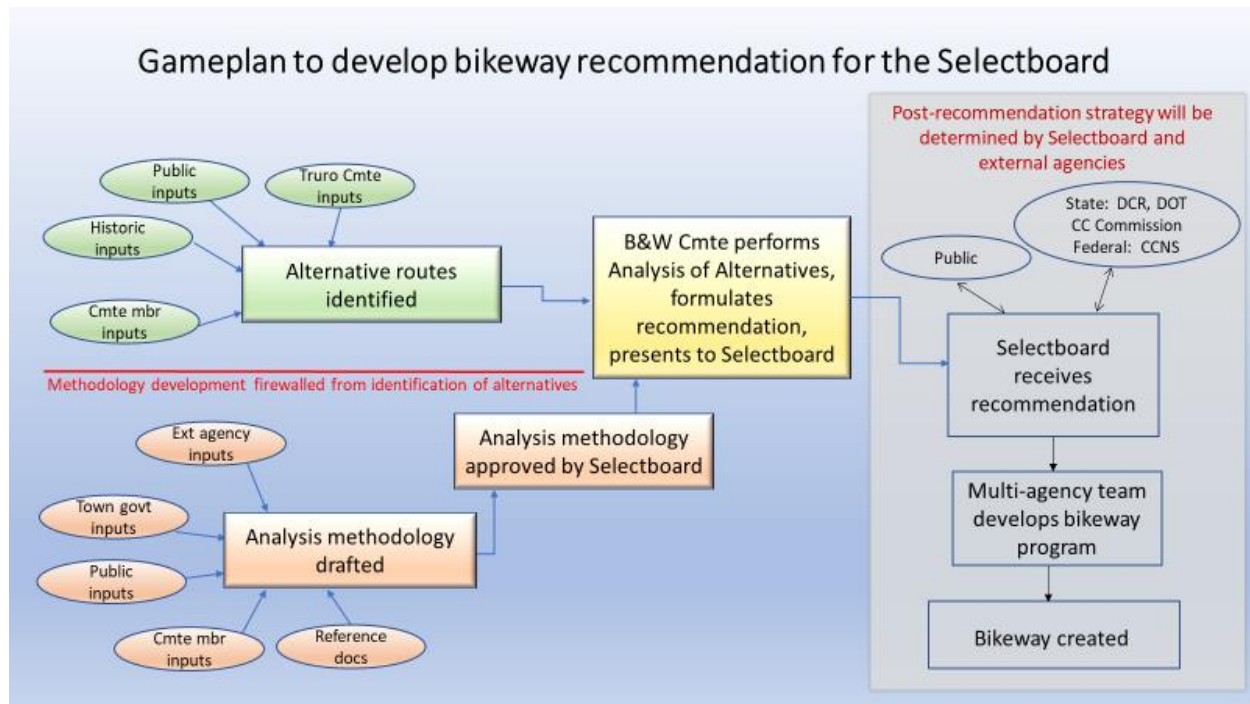 Gameplan to develop bikeway recommendation for the Selectboard
Post-recommendation strategy will be
determined by Selectboard and
external agencies
Public
inputs
Truro Cmte
inputs
Historic
inputs
Cmte mbr
inputs
Alternative routes
identified
B&W Cmte performs
Analysis of Alternatives,
formulates
recommendation,
presents to Selectboard
State: DCR, DOT
CC Commission
Federal: CCNS
Public
Selectboard
receives
recommendation
Methodology development firewalled from identification of alternatives
Ext agency
inputs
Town govt
inputs
Public
inputs
Cmte mbr
inputs
Reference
docs
Analysis methodology
drafted
Analysis methodology
approved by Selectboard
Multi-agency team
develops bikeway
program
Bikeway created